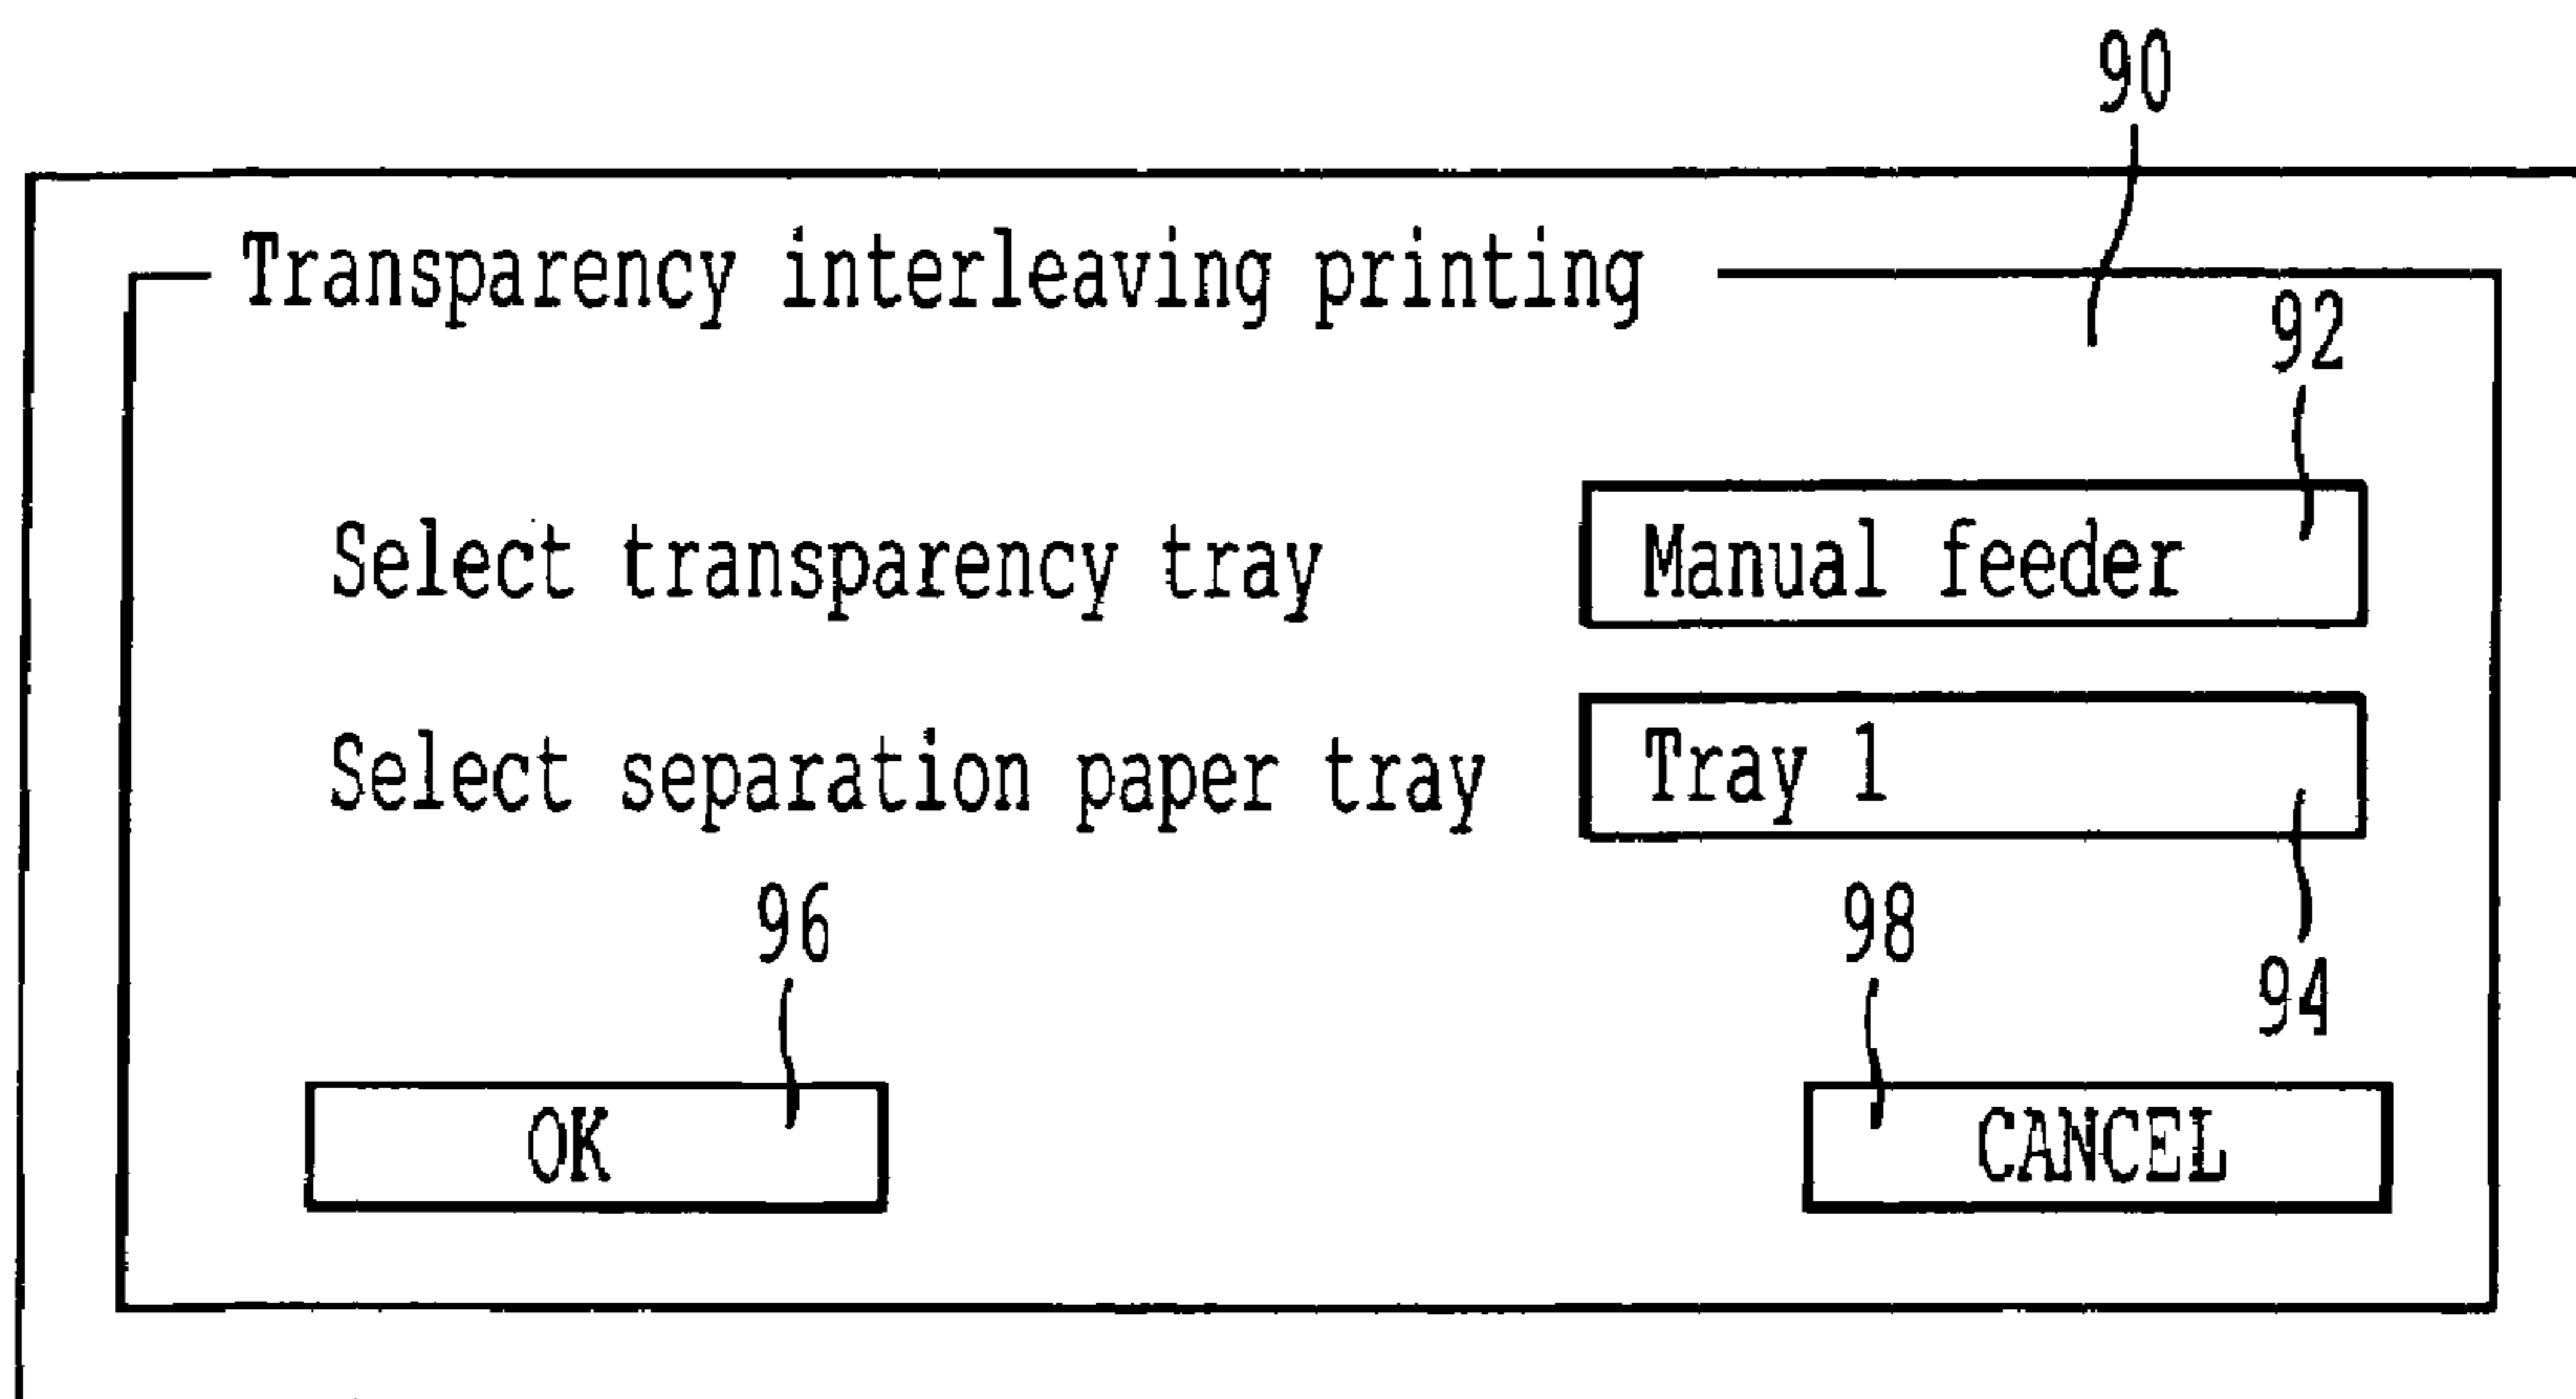 90
Transparency interleaving printing
92
Select transparency tray Manual feeder
Select separation paper tray Tray 1
96 98
94
OK CANCEL